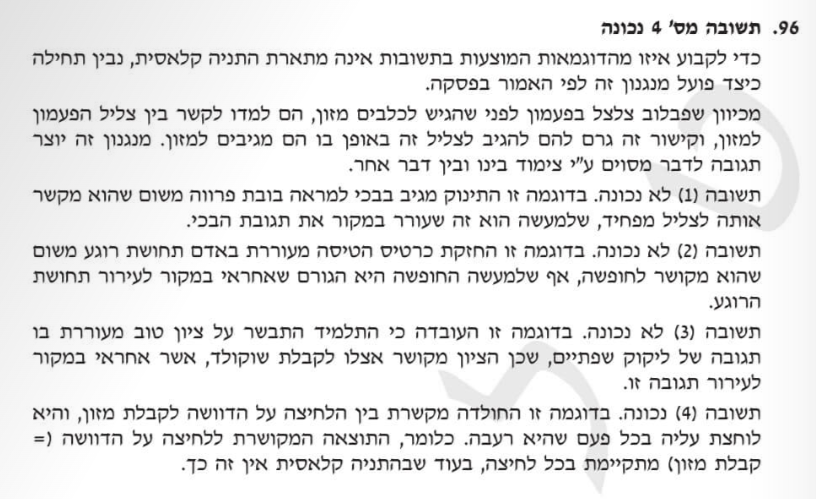 96. תשובה מס' 4 נכונה
כדי לקבוע איזו מהדוגמאות המוצעות בתשובות אינה מתארת התניה קלאסית, נבין תחילה
כיצד פועל מנגנון זה לפי האמור בפסקה.
מכיוון שפבלוב צלצל בפעמון לפני שהגיש לכלבים מזון, הם למדו לקשר בין צליל הפעמון
למזון, וקישור זה גרם להם להגיב לצליל זה באופן בו הם מגיבים למזון. מנגנון זה יוצר
תגובה לדבר מסוים ע"י צימוד בינו ובין דבר אחר.
תשובה (1) לא נכונה. בדוגמה זו התינוק מגיב בבכי למראה בובת פרווה משום שהוא מקשר
אותה לצליל מפחיד, שלמעשה הוא זה שעורר במקור את תגובת הבכי.
תשובה (2) לא נכונה. בדוגמה זו החזקת כרטיס הטיסה מעוררת באדם תחושת רוגע משום
שהוא מקושר לחופשה, אף שלמעשה החופשה היא הגורם שאחראי במקור לעירור תחושת
הרוגע.
תשובה (3) לא נכונה. בדוגמה זו העובדה כי התלמיד התבשר על ציון טוב מעוררת בו
תגובה של ליקוק שפתיים, שכן הציון מקושר אצלו לקבלת שוקולד, אשר אחראי במקור
לעירור תגובה זו.
תשובה (4) נכונה. בדוגמה זו החולדה מקשרת בין הלחיצה על הדוושה לקבלת מזון, והיא
לוחצת עליה בכל פעם שהיא רעבה. כלומר, התוצאה המקושרת ללחיצה על הדוושה (=
קבלת מזון) מתקיימת בכל לחיצה, בעוד שבהתניה קלאסית אין זה כך.